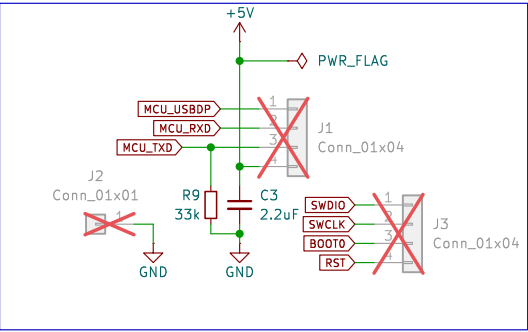 +5V
PWR_FLAG
MCU_USBDP
1
MCU_RXD
2
J1
MCU_TXD
3
Conn_01x04
4
J2
Conn_01x01
1
R9
33k
C3
2.2uF
GND
GND
SWDIO
1
SWCLK
2
J3
BOOT0
3
Conn_01x04
RST
4